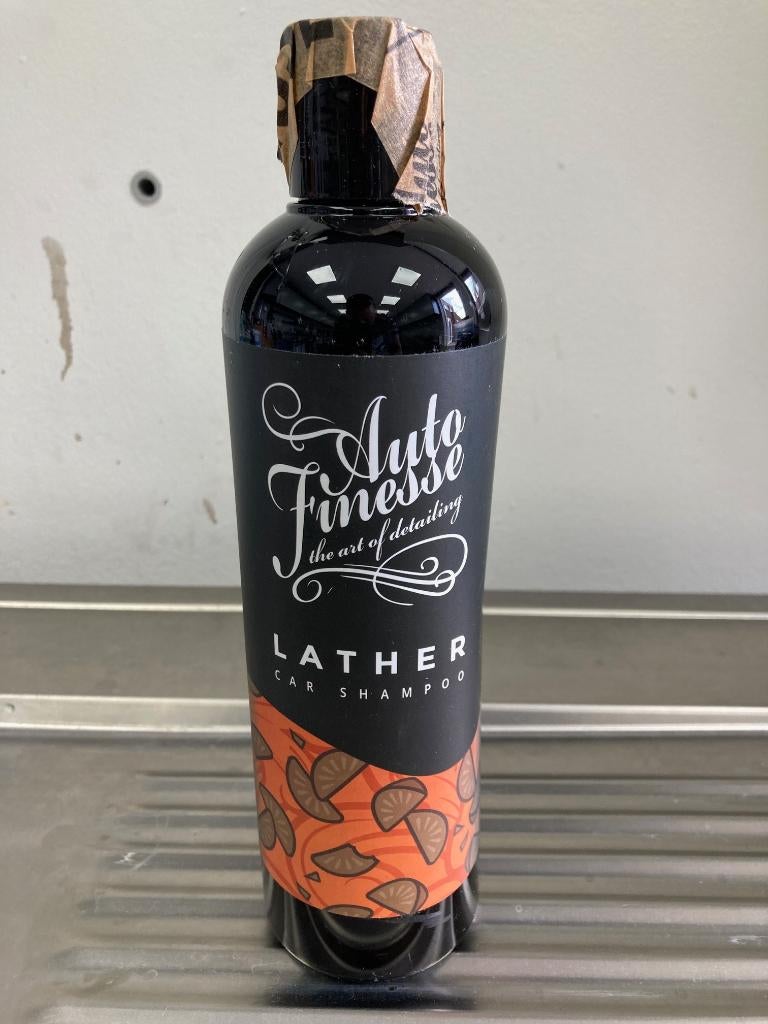 Auto
Finesse
the art of detailing
LATHER
CAR SHAMPOO